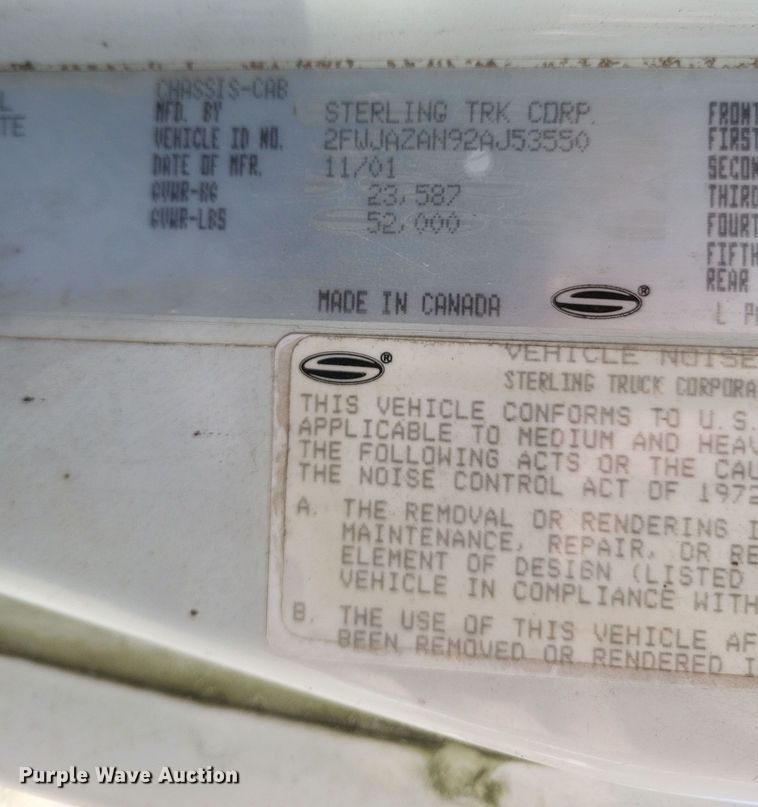 L
TE
CHASSIS-CAB
MFD. BY STERLING TRK CORP.
VEHICLE ID NO. 2FWJAZAN92AJ53550
DATE OF MFR. 11/01
GVWR-KG 23,587
GVWR-LBS 52,000
FRONT
FIRST
SECON
THIRD
FOURT
FIFTH
REAR
MADE IN CANADA S®
S®
VEHICLE NOISE
STERLING TRUCK CORPORA
THIS VEHICLE CONFORMS TO U.S.
APPLICABLE TO MEDIUM AND HEAV
THE FOLLOWING ACTS OR THE CAU
THE NOISE CONTROL ACT OF 1972
A. THE REMOVAL OR RENDERING I
MAINTENANCE, REPAIR, OR RE
ELEMENT OF DESIGN (LISTED
VEHICLE IN COMPLIANCE WITH
B. THE USE OF THIS VEHICLE AF
BEEN REMOVED OR RENDERED I
Purple Wave Auction